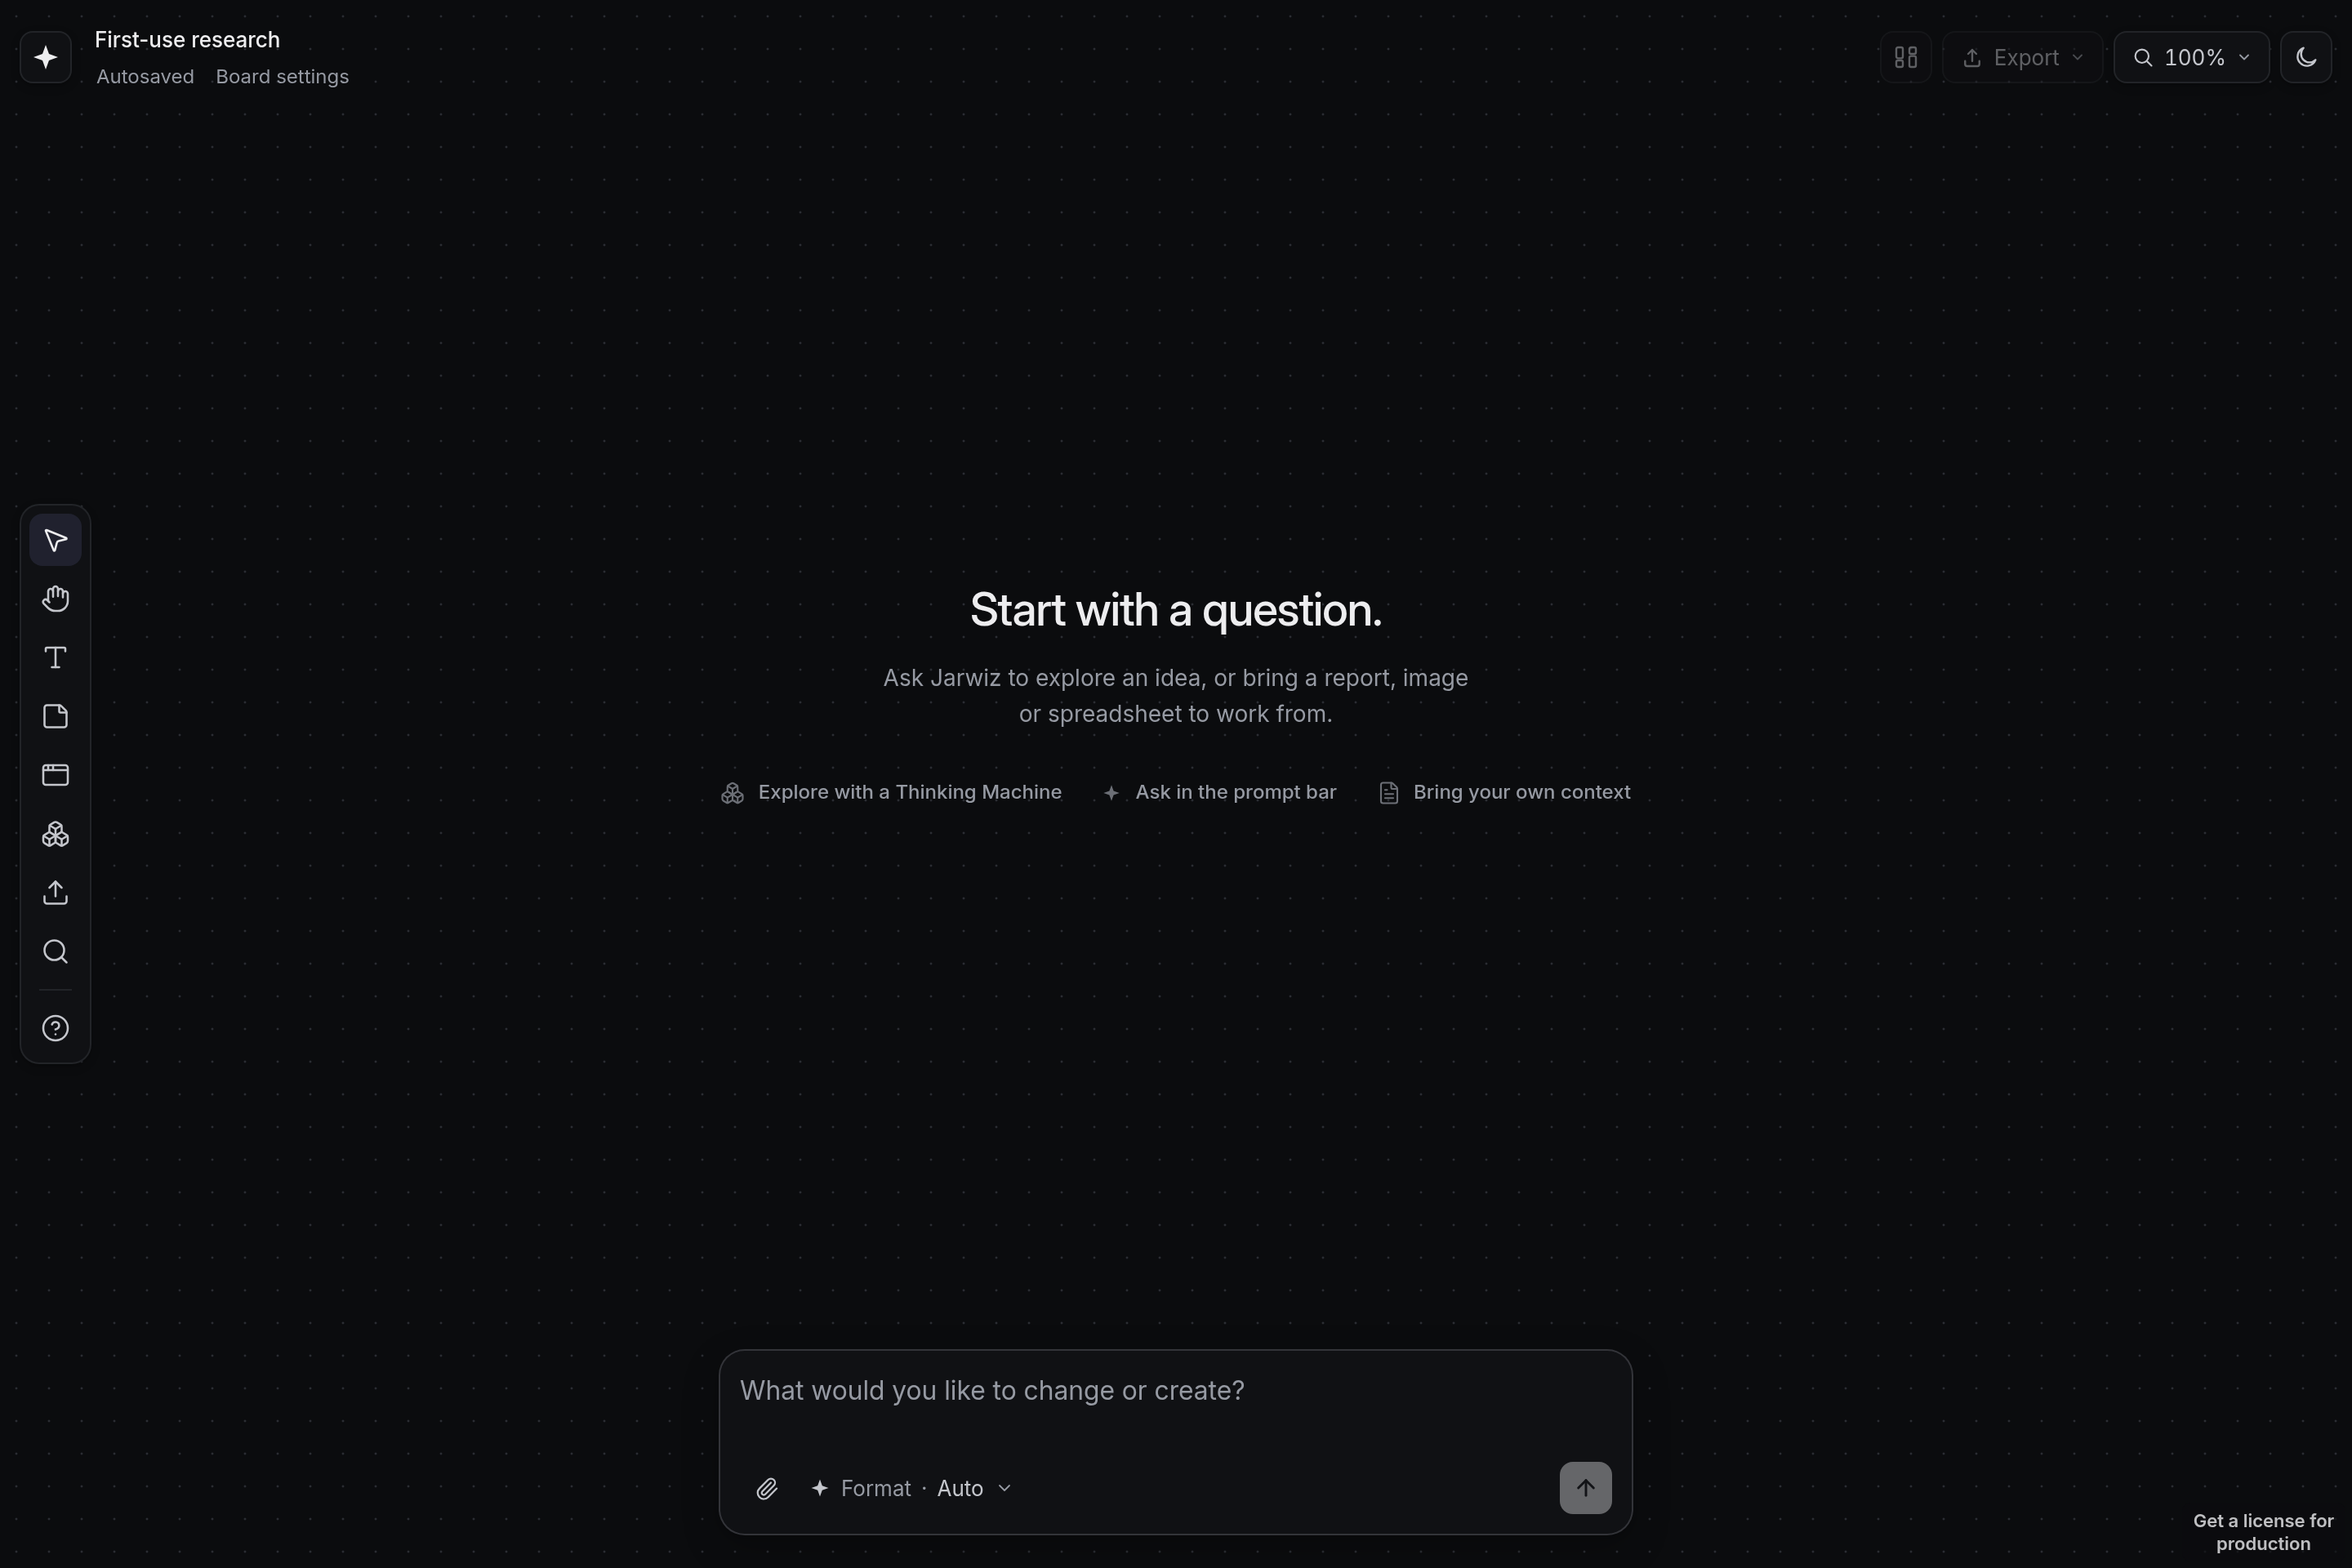 First-use research
Autosaved Board settings
Export
100%
Start with a question.
Ask Jarwiz to explore an idea, or bring a report, image
or spreadsheet to work from.
Explore with a Thinking Machine
Ask in the prompt bar
Bring your own context
What would you like to change or create?
Format · Auto
Get a license for
production